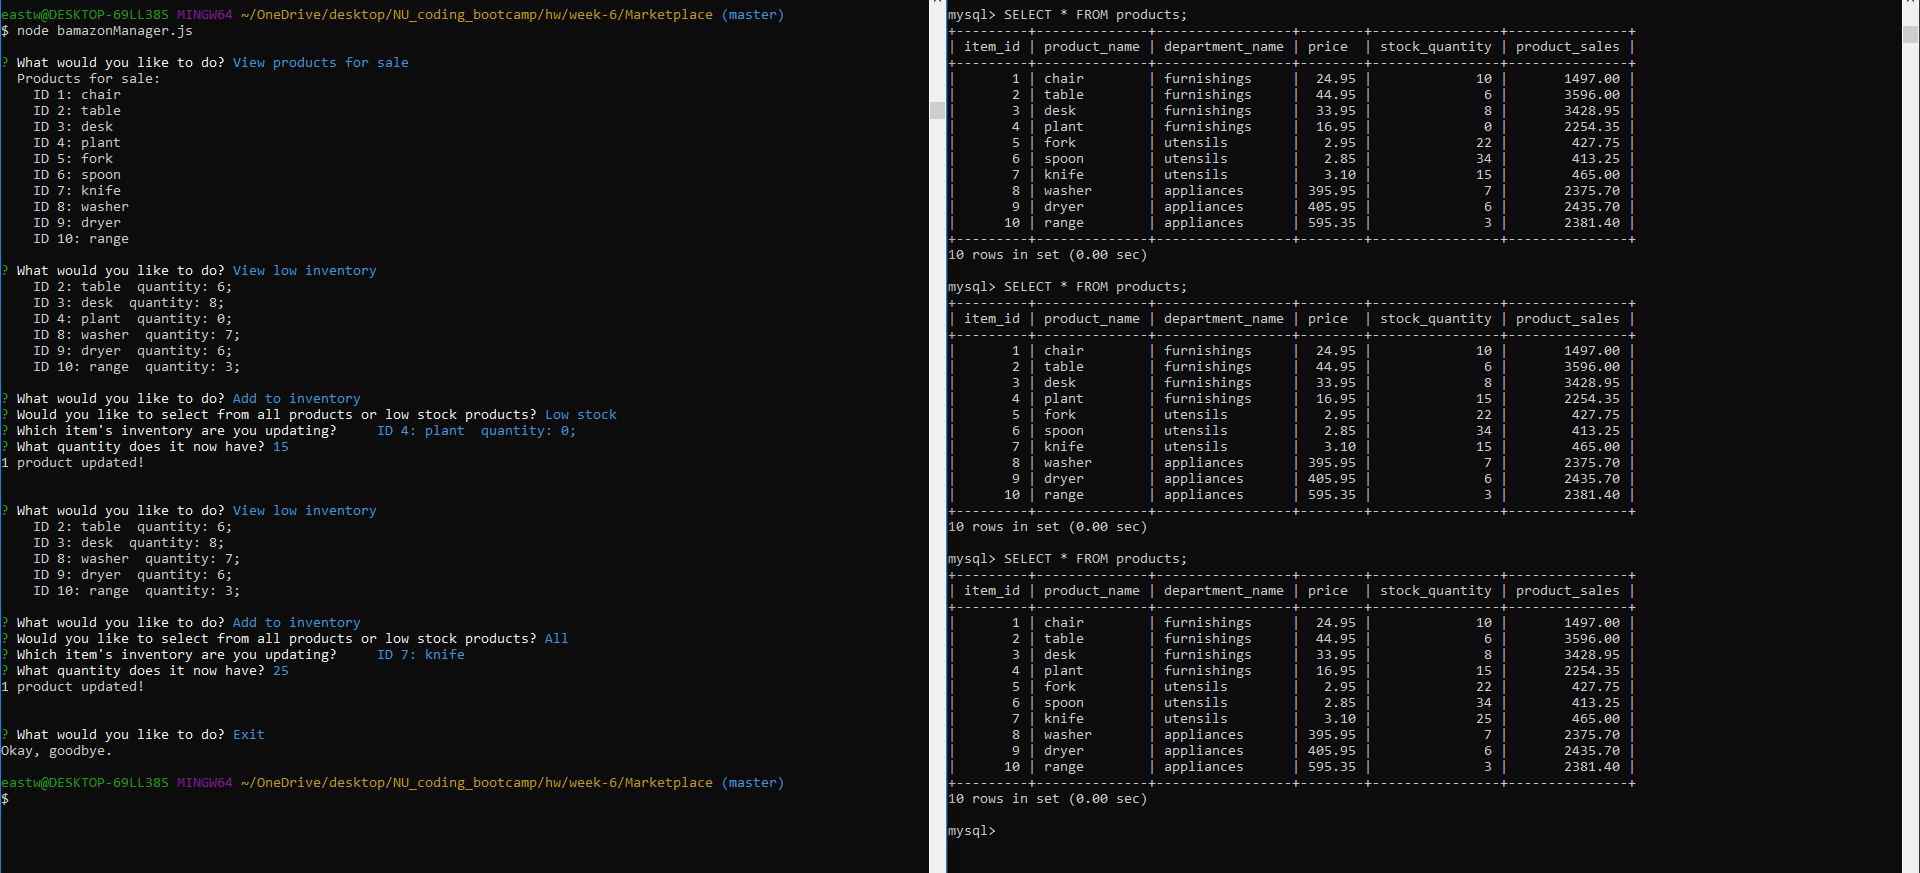 eastw@DESKTOP-69LL38S MINGW64 ~/OneDrive/desktop/NU_coding_bootcamp/hw/week-6/Marketplace (master)
$ node bamazonManager.js
? What would you like to do? View products for sale
  Products for sale:
    ID 1: chair
    ID 2: table
    ID 3: desk
    ID 4: plant
    ID 5: fork
    ID 6: spoon
    ID 7: knife
    ID 8: washer
    ID 9: dryer
    ID 10: range
? What would you like to do? View low inventory
    ID 2: table  quantity: 6;
    ID 3: desk  quantity: 8;
    ID 4: plant  quantity: 0;
    ID 8: washer  quantity: 7;
    ID 9: dryer  quantity: 6;
    ID 10: range  quantity: 3;
? What would you like to do? Add to inventory
? Would you like to select from all products or low stock products? Low stock
? Which item's inventory are you updating?     ID 4: plant  quantity: 0;
? What quantity does it now have? 15
1 product updated!
? What would you like to do? View low inventory
    ID 2: table  quantity: 6;
    ID 3: desk  quantity: 8;
    ID 8: washer  quantity: 7;
    ID 9: dryer  quantity: 6;
    ID 10: range  quantity: 3;
? What would you like to do? Add to inventory
? Would you like to select from all products or low stock products? All
? Which item's inventory are you updating?     ID 7: knife
? What quantity does it now have? 25
1 product updated!
? What would you like to do? Exit
Okay, goodbye.
eastw@DESKTOP-69LL38S MINGW64 ~/OneDrive/desktop/NU_coding_bootcamp/hw/week-6/Marketplace (master)
$
mysql> SELECT * FROM products;
+---------+--------------+-----------------+--------+----------------+---------------+
| item_id | product_name | department_name | price  | stock_quantity | product_sales |
+---------+--------------+-----------------+--------+----------------+---------------+
|       1 | chair        | furnishings     |  24.95 |             10 |       1497.00 |
|       2 | table        | furnishings     |  44.95 |              6 |       3596.00 |
|       3 | desk         | furnishings     |  33.95 |              8 |       3428.95 |
|       4 | plant        | furnishings     |  16.95 |              0 |       2254.35 |
|       5 | fork         | utensils        |   2.95 |             22 |        427.75 |
|       6 | spoon        | utensils        |   2.85 |             34 |        413.25 |
|       7 | knife        | utensils        |   3.10 |             15 |        465.00 |
|       8 | washer       | appliances      | 395.95 |              7 |       2375.70 |
|       9 | dryer        | appliances      | 405.95 |              6 |       2435.70 |
|      10 | range        | appliances      | 595.35 |              3 |       2381.40 |
+---------+--------------+-----------------+--------+----------------+---------------+
10 rows in set (0.00 sec)
mysql> SELECT * FROM products;
+---------+--------------+-----------------+--------+----------------+---------------+
| item_id | product_name | department_name | price  | stock_quantity | product_sales |
+---------+--------------+-----------------+--------+----------------+---------------+
|       1 | chair        | furnishings     |  24.95 |             10 |       1497.00 |
|       2 | table        | furnishings     |  44.95 |              6 |       3596.00 |
|       3 | desk         | furnishings     |  33.95 |              8 |       3428.95 |
|       4 | plant        | furnishings     |  16.95 |             15 |       2254.35 |
|       5 | fork         | utensils        |   2.95 |             22 |        427.75 |
|       6 | spoon        | utensils        |   2.85 |             34 |        413.25 |
|       7 | knife        | utensils        |   3.10 |             15 |        465.00 |
|       8 | washer       | appliances      | 395.95 |              7 |       2375.70 |
|       9 | dryer        | appliances      | 405.95 |              6 |       2435.70 |
|      10 | range        | appliances      | 595.35 |              3 |       2381.40 |
+---------+--------------+-----------------+--------+----------------+---------------+
10 rows in set (0.00 sec)
mysql> SELECT * FROM products;
+---------+--------------+-----------------+--------+----------------+---------------+
| item_id | product_name | department_name | price  | stock_quantity | product_sales |
+---------+--------------+-----------------+--------+----------------+---------------+
|       1 | chair        | furnishings     |  24.95 |             10 |       1497.00 |
|       2 | table        | furnishings     |  44.95 |              6 |       3596.00 |
|       3 | desk         | furnishings     |  33.95 |              8 |       3428.95 |
|       4 | plant        | furnishings     |  16.95 |             15 |       2254.35 |
|       5 | fork         | utensils        |   2.95 |             22 |        427.75 |
|       6 | spoon        | utensils        |   2.85 |             34 |        413.25 |
|       7 | knife        | utensils        |   3.10 |             25 |        465.00 |
|       8 | washer       | appliances      | 395.95 |              7 |       2375.70 |
|       9 | dryer        | appliances      | 405.95 |              6 |       2435.70 |
|      10 | range        | appliances      | 595.35 |              3 |       2381.40 |
+---------+--------------+-----------------+--------+----------------+---------------+
10 rows in set (0.00 sec)
mysql>